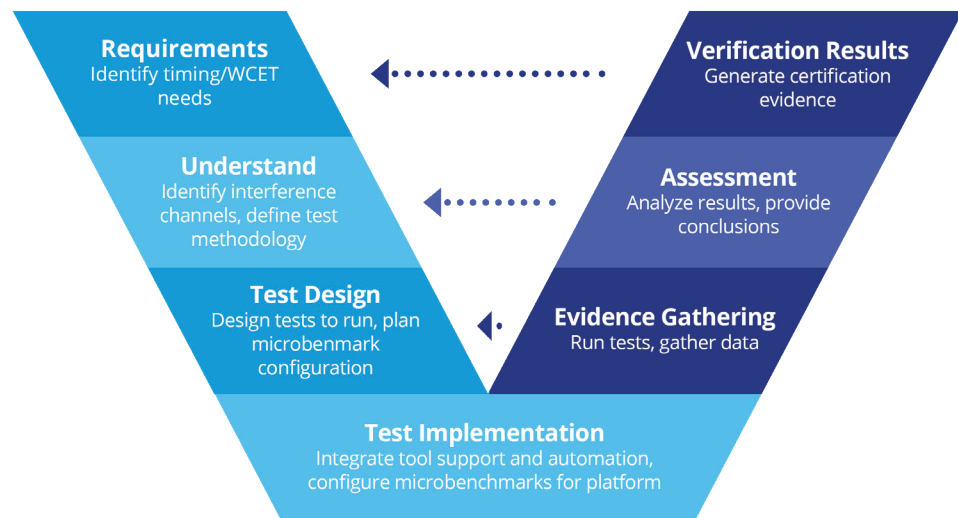 Requirements
Identify timing/WCET
needs
Understand
Identify interference
channels, define test
methodology
Test Design
Design tests to run, plan
microbenmark
configuration
Test Implementation
Integrate tool support and automation,
configure microbenchmarks for platform
Evidence Gathering
Run tests, gather data
Assessment
Analyze results, provide
conclusions
Verification Results
Generate certification
evidence